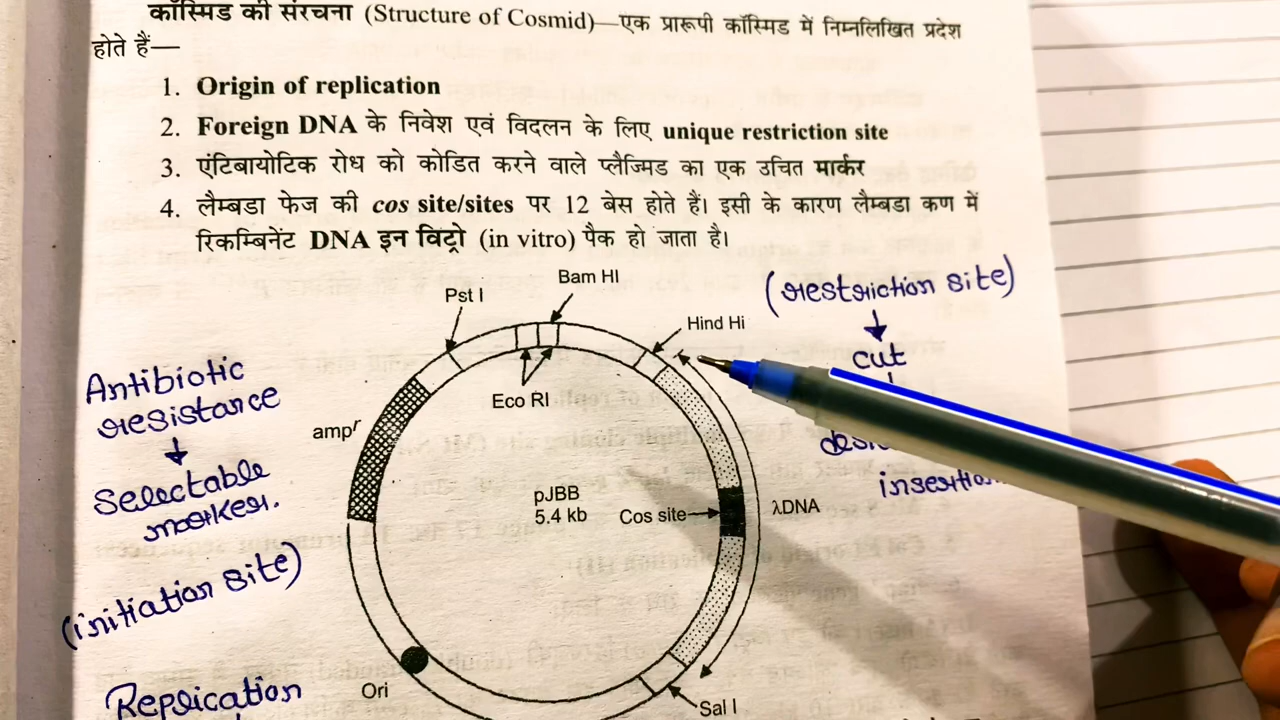 कॉस्मिड की संरचना (Structure of Cosmid)—एक प्रारूपी कॉस्मिड में निम्नलिखित प्रदेश
होते हैं—
1. Origin of replication
2. Foreign DNA के निवेश एवं विदलन के लिए unique restriction site
3. एंटिबायोटिक रोध को कोडित करने वाले प्लैज्मिड का एक उचित मार्कर
4. लैम्बडा फेज की cos site/sites पर 12 बेस होते हैं। इसी के कारण लैम्बडा कण में
रिकम्बिनेंट DNA इन विट्रो (in vitro) पैक हो जाता है।
Bam HI
Pst I
(restriction site)
Hind Hi
cut
Antibiotic
resistance
Eco RI
ampʳ
insertion
Selectable
marker.
pJBB
5.4 kb
Cos site
λDNA
(initiation site)
Ori
Replication
Sal I